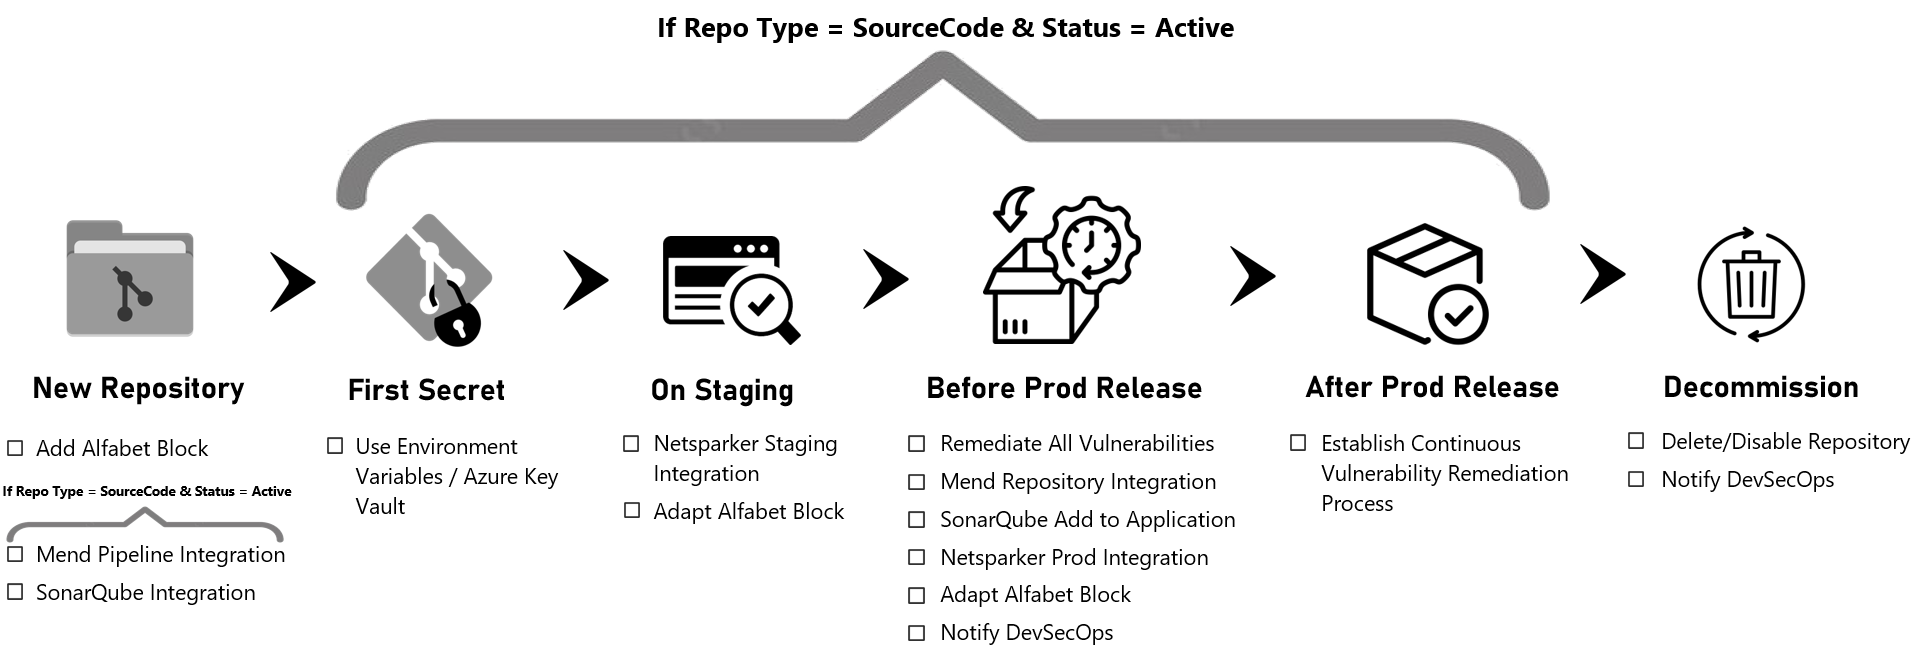 If Repo Type = SourceCode & Status = Active
New Repository
Add Alfabet Block
If Repo Type = SourceCode & Status = Active
Mend Pipeline Integration
SonarQube Integration
First Secret
Use Environment
Variables / Azure Key
Vault
On Staging
Netsparker Staging
Integration
Adapt Alfabet Block
Before Prod Release
Remediate All Vulnerabilities
Mend Repository Integration
SonarQube Add to Application
Netsparker Prod Integration
Adapt Alfabet Block
Notify DevSecOps
After Prod Release
Establish Continuous
Vulnerability Remediation
Process
Decommission
Delete/Disable Repository
Notify DevSecOps